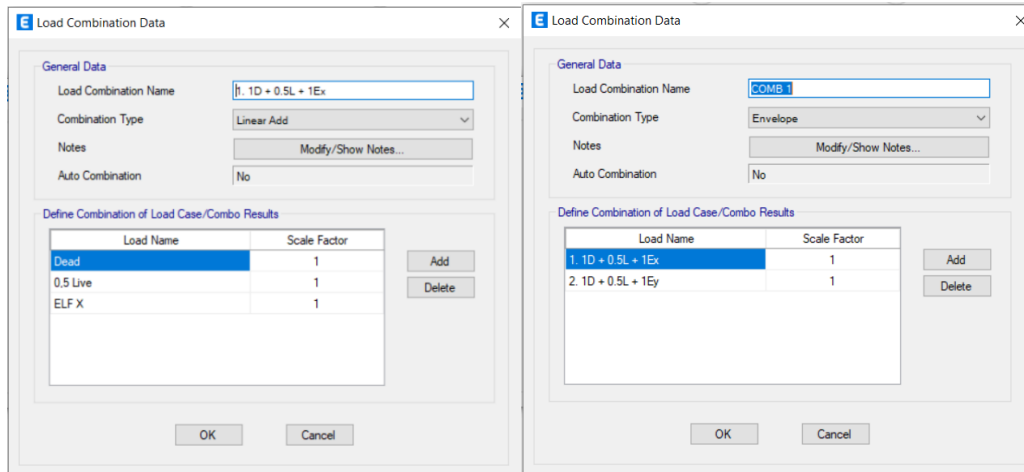 E Load Combination Data
General Data
Load Combination Name 1. 1D + 0.5L + 1Ex
Combination Type Linear Add
Notes Modify/Show Notes...
Auto Combination No
Define Combination of Load Case/Combo Results
Load Name Scale Factor
Dead 1 Add
0,5 Live 1 Delete
ELF X 1
OK Cancel
E Load Combination Data
General Data
Load Combination Name COMB 1
Combination Type Envelope
Notes Modify/Show Notes...
Auto Combination No
Define Combination of Load Case/Combo Results
Load Name Scale Factor
1. 1D + 0.5L + 1Ex 1 Add
2. 1D + 0.5L + 1Ey 1 Delete
OK Cancel